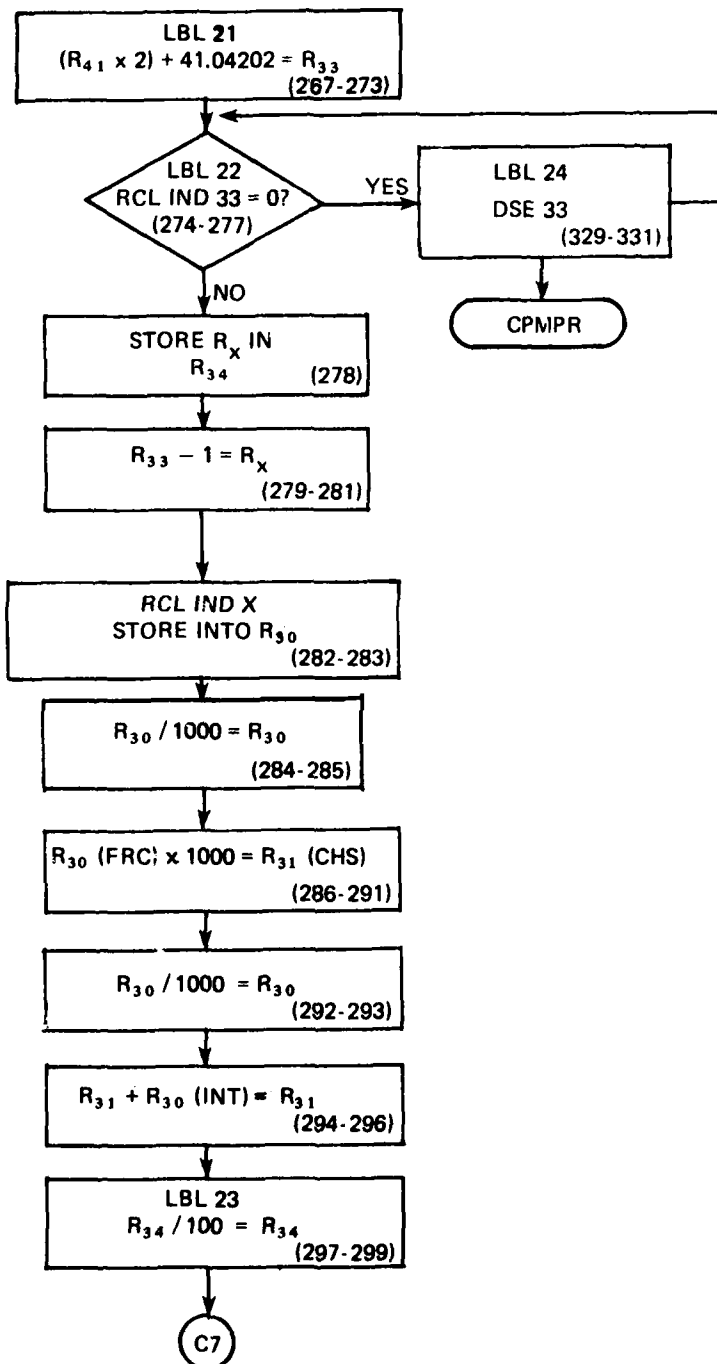 LBL 21
(R41 x 2) + 41.04202 = R33
(267-273)
LBL 22
RCL IND 33 = 0?
(274-277)
YES
LBL 24
DSE 33
(329-331)
CPMPR
NO
STORE Rx IN
R34
(278)
R33 − 1 = Rx
(279-281)
RCL IND X
STORE INTO R30
(282-283)
R30 / 1000 = R30
(284-285)
R30 (FRC) x 1000 = R31 (CHS)
(286-291)
R30 / 1000 = R30
(292-293)
R31 + R30 (INT) = R31
(294-296)
LBL 23
R34 / 100 = R34
(297-299)
C7